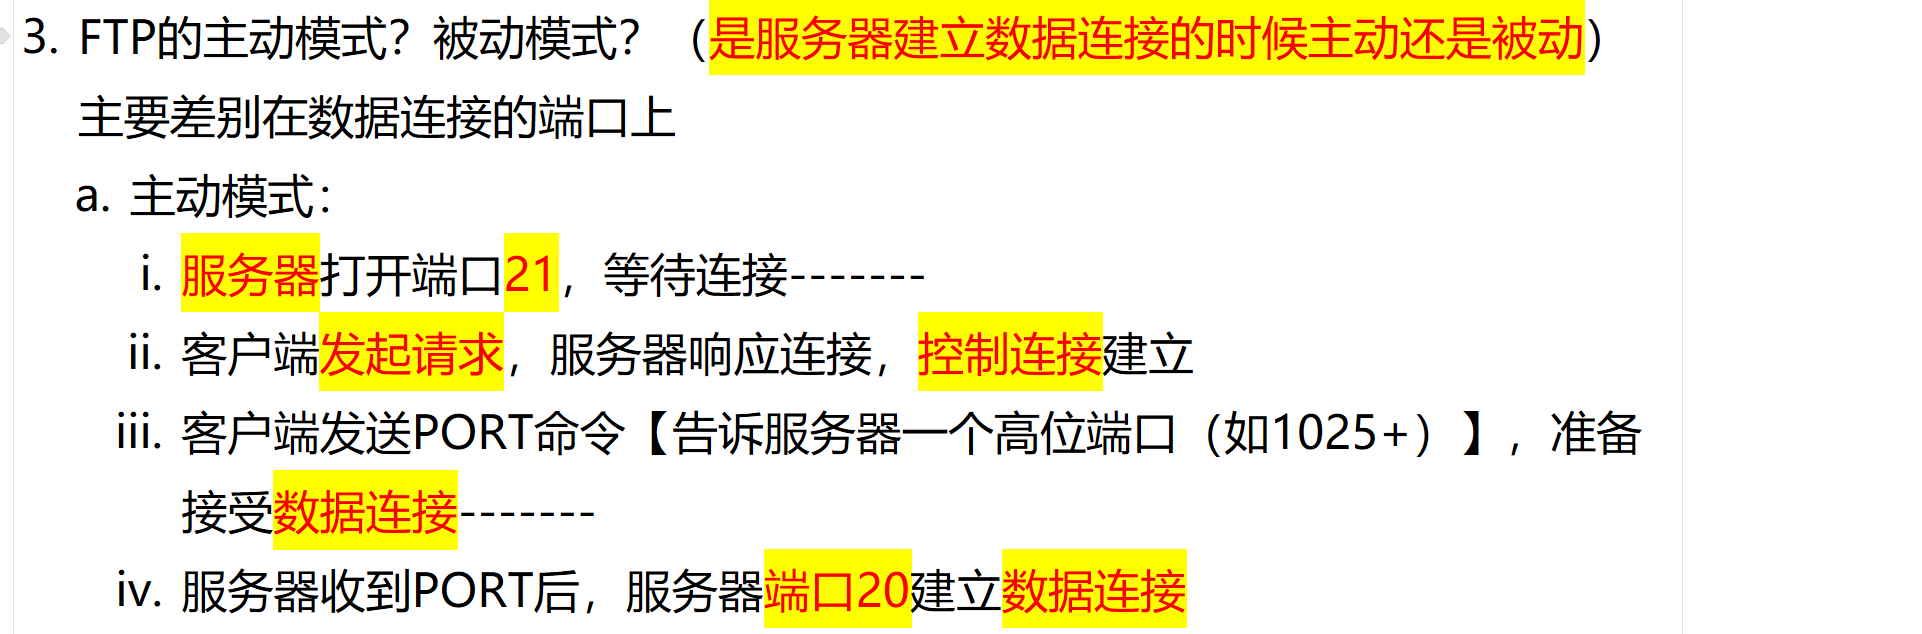 3. FTP的主动模式？被动模式？（是服务器建立数据连接的时候主动还是被动）
主要差别在数据连接的端口上
a. 主动模式：
i. 服务器打开端口21，等待连接-------
ii. 客户端发起请求，服务器响应连接，控制连接建立
iii. 客户端发送PORT命令【告诉服务器一个高位端口（如1025+）】，准备
接受数据连接-------
iv. 服务器收到PORT后，服务器端口20建立数据连接